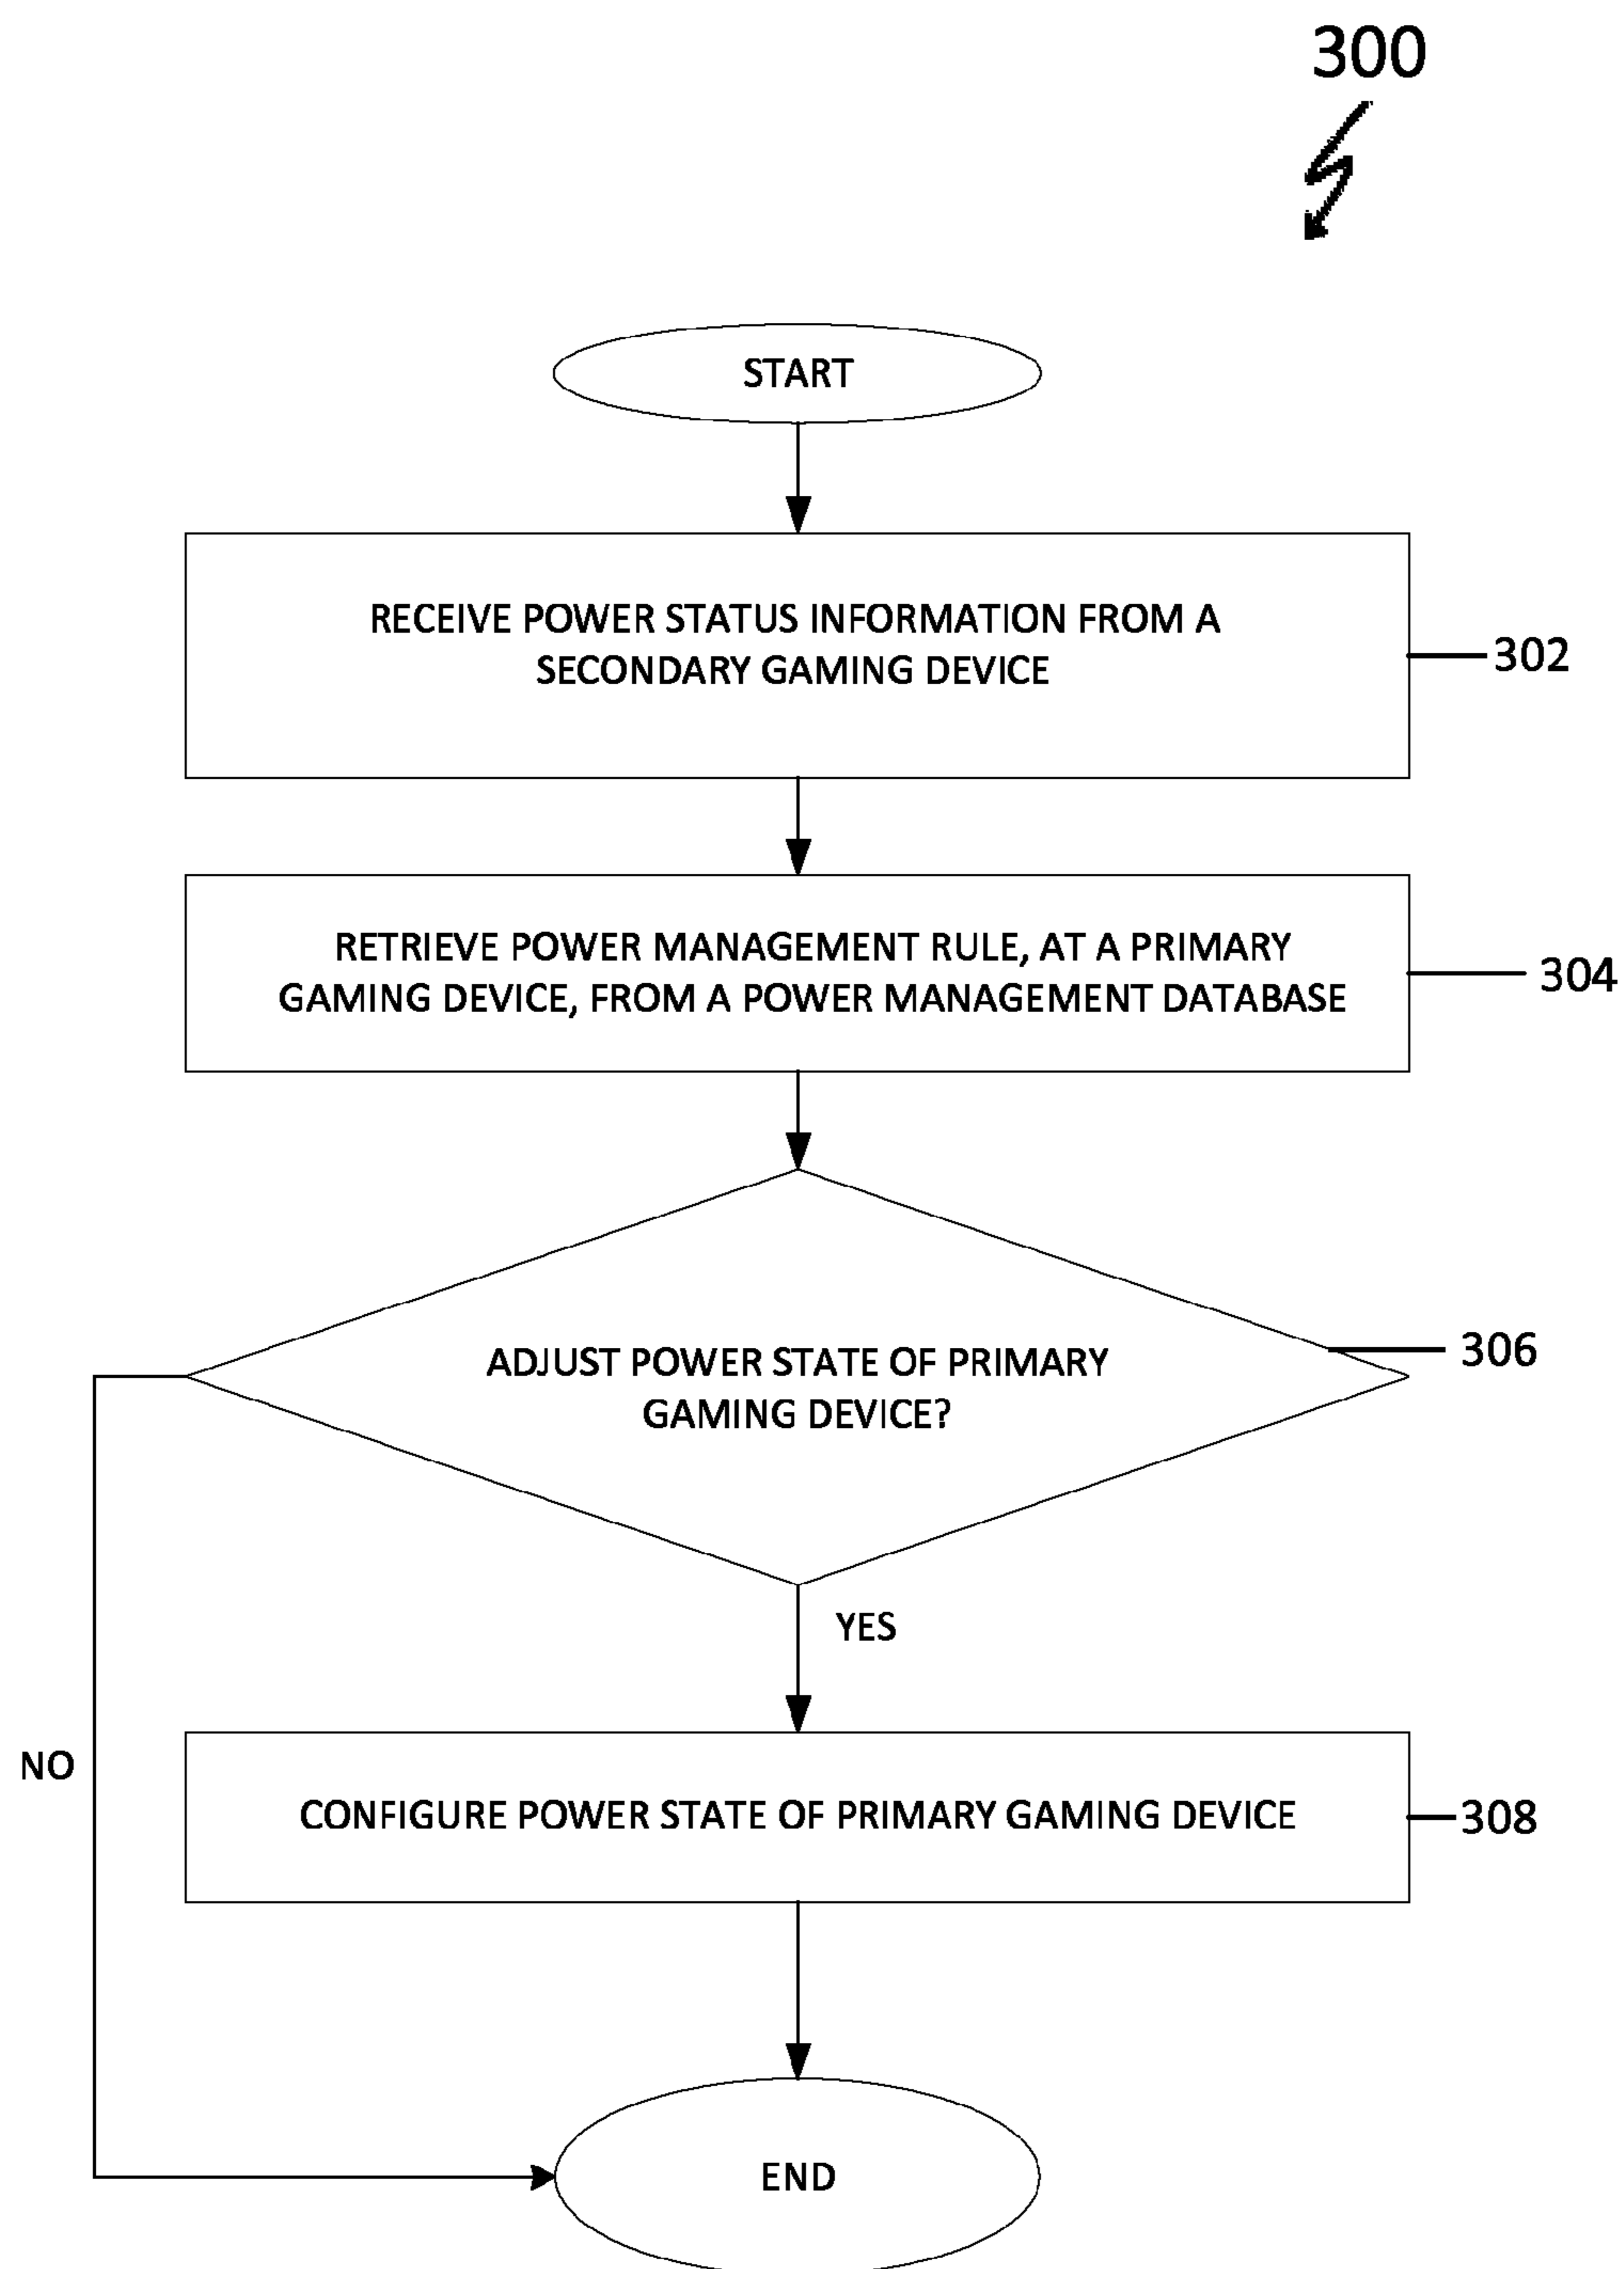 300
START
RECEIVE POWER STATUS INFORMATION FROM A
SECONDARY GAMING DEVICE
302
RETRIEVE POWER MANAGEMENT RULE, AT A PRIMARY
GAMING DEVICE, FROM A POWER MANAGEMENT DATABASE
304
ADJUST POWER STATE OF PRIMARY
GAMING DEVICE?
306
YES
NO
CONFIGURE POWER STATE OF PRIMARY GAMING DEVICE
308
END